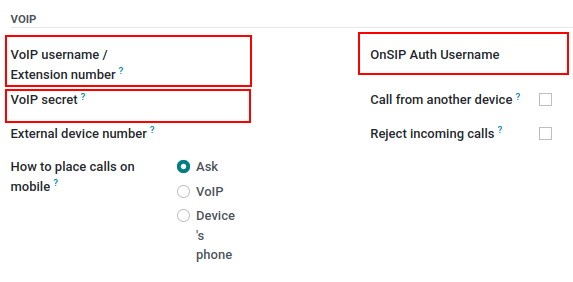 VOIP
VoIP username /
Extension number ?
VoIP secret ?
External device number ?
How to place calls on
mobile ?
Ask
VoIP
Device
's
phone
OnSIP Auth Username
Call from another device ?
Reject incoming calls ?